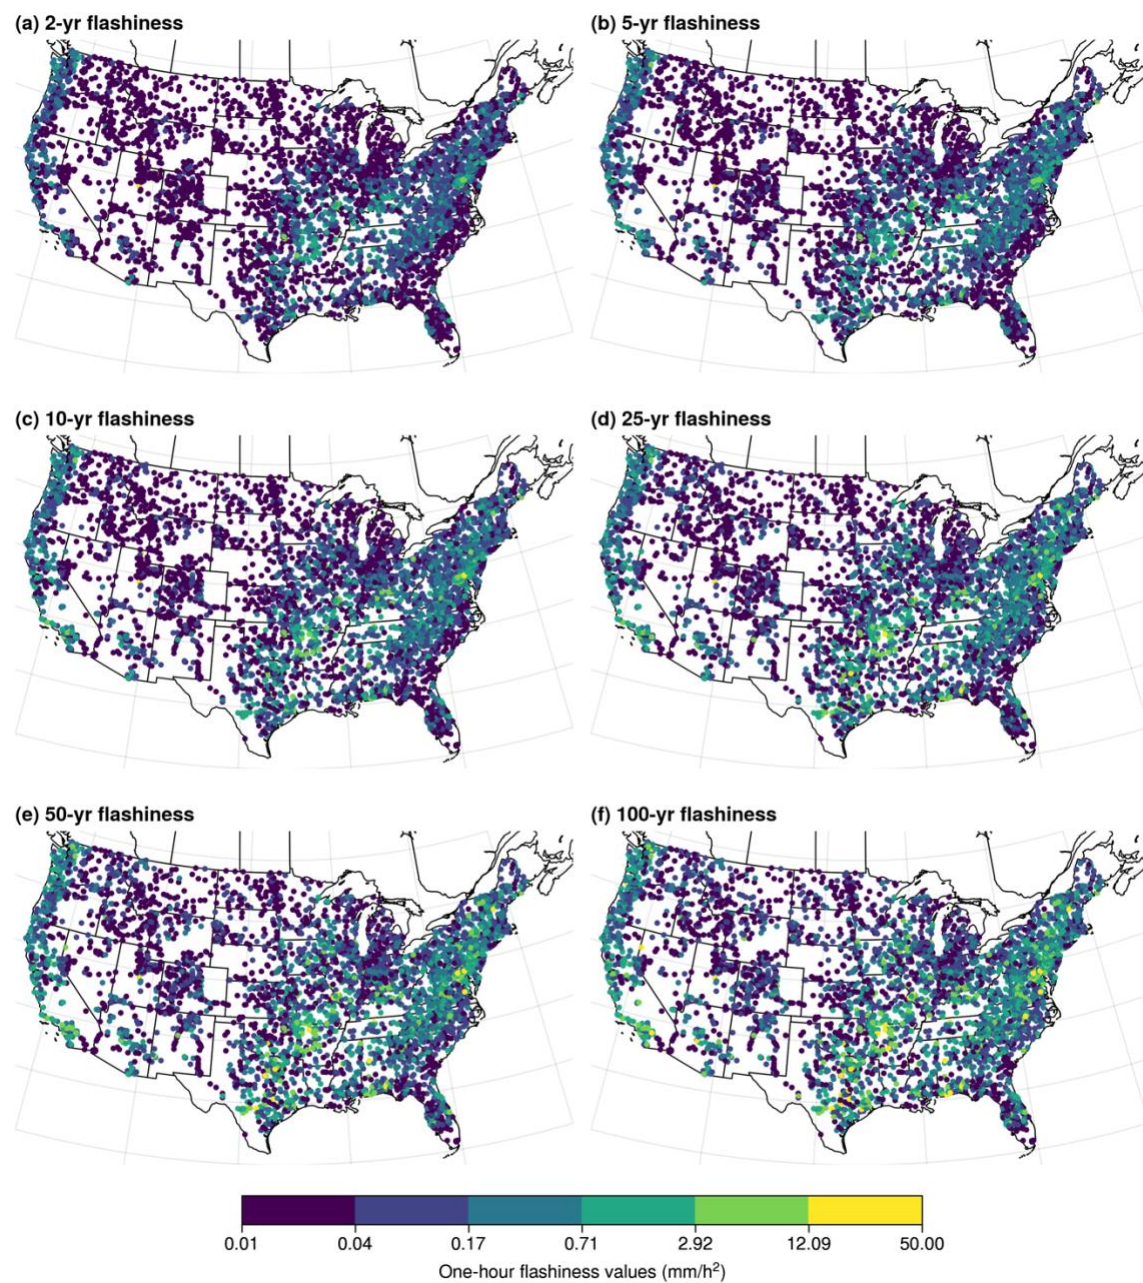 (a) 2-yr flashiness
(b) 5-yr flashiness
(c) 10-yr flashiness
(d) 25-yr flashiness
(e) 50-yr flashiness
(f) 100-yr flashiness
0.01 0.04 0.17 0.71 2.92 12.09 50.00
One-hour flashiness values (mm/h²)